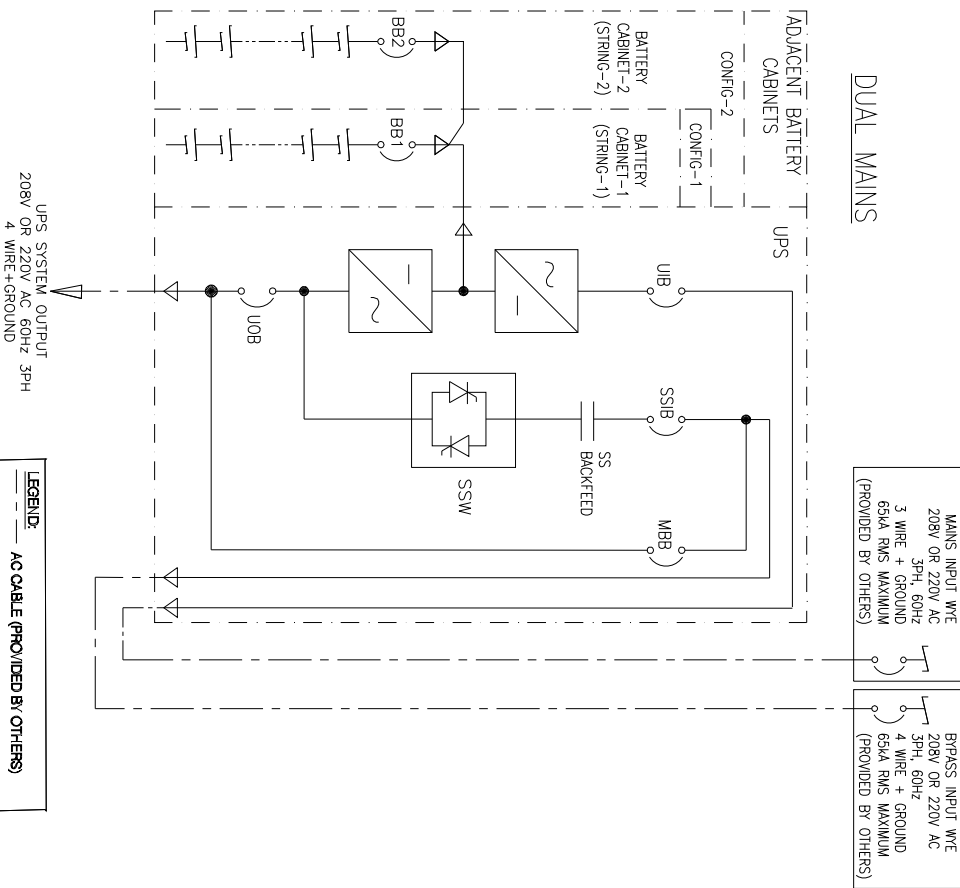 DUAL MAINS
MAINS INPUT WYE
208V OR 220V AC
3PH, 60Hz
3 WIRE + GROUND
65kA RMS MAXIMUM
(PROVIDED BY OTHERS)
BYPASS INPUT WYE
208V OR 220V AC
3PH, 60Hz
4 WIRE + GROUND
65kA RMS MAXIMUM
(PROVIDED BY OTHERS)
ADJACENT BATTERY
CABINETS
CONFIG-2
CONFIG-1
BATTERY
CABINET-2
(STRING-2)
BATTERY
CABINET-1
(STRING-1)
BB2
BB1
UPS
UIB
SSIB
SS
BACKFEED
MBB
SSW
UOB
UPS SYSTEM OUTPUT
208V OR 220V AC 60Hz 3PH
4 WIRE+GROUND
LEGEND:
AC CABLE (PROVIDED BY OTHERS)